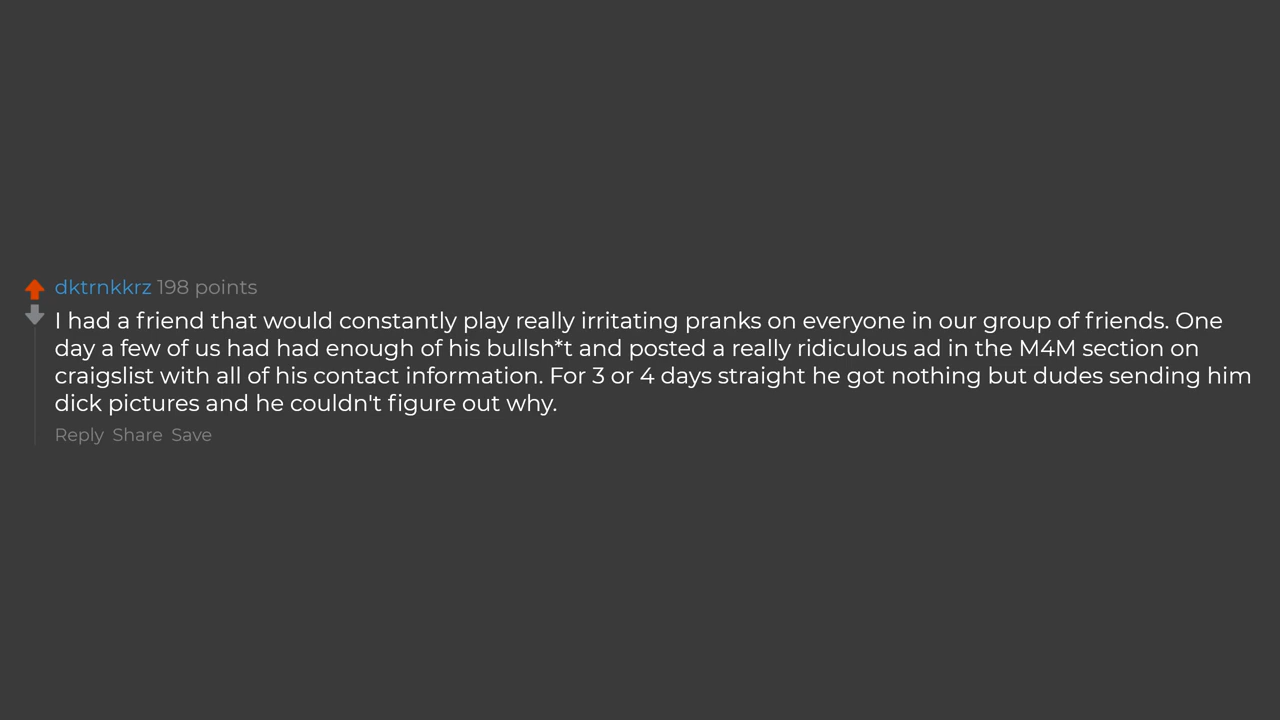 dktrnkkrz 198 points
I had a friend that would constantly play really irritating pranks on everyone in our group of friends. One
day a few of us had had enough of his bullsh*t and posted a really ridiculous ad in the M4M section on
craigslist with all of his contact information. For 3 or 4 days straight he got nothing but dudes sending him
dick pictures and he couldn't figure out why.
Reply Share Save